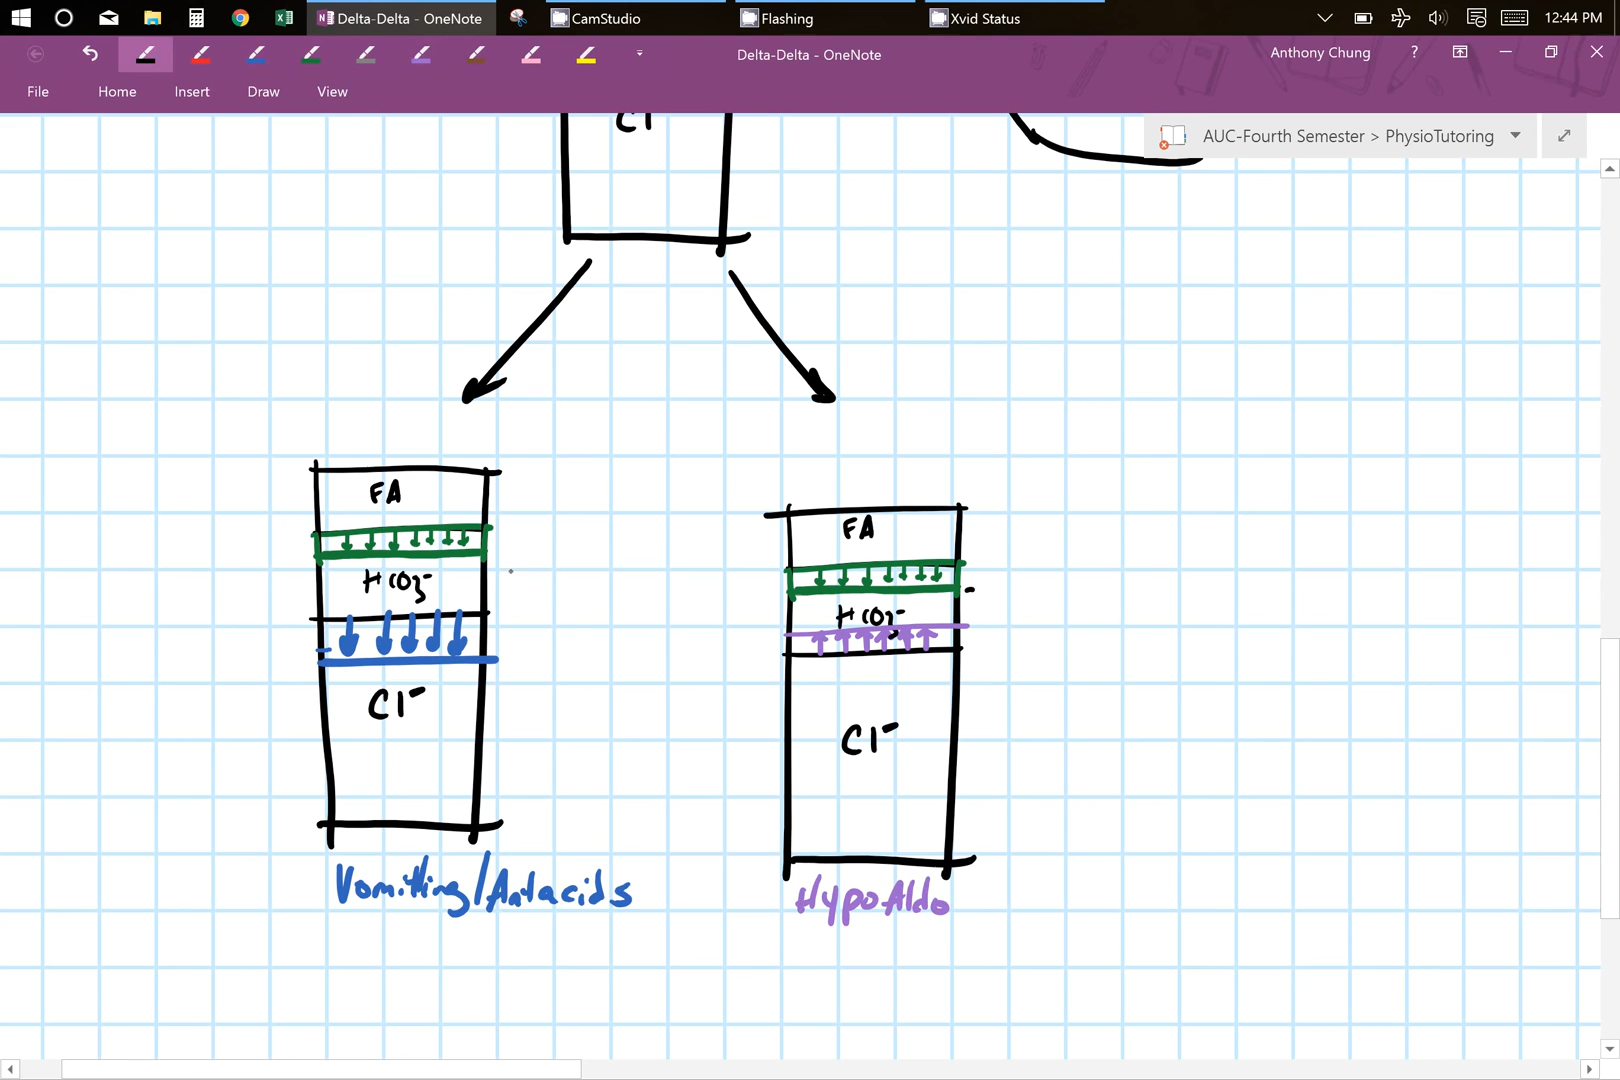 Delta-Delta - OneNote CamStudio Flashing Xvid Status 12:44 PM
Delta-Delta - OneNote Anthony Chung ?
File Home Insert Draw View
Cl AUC-Fourth Semester > PhysioTutoring
FA
FA
HCO3-
HCO3-
Cl-
Cl-
Vomitting/Antacids
HypoAldo